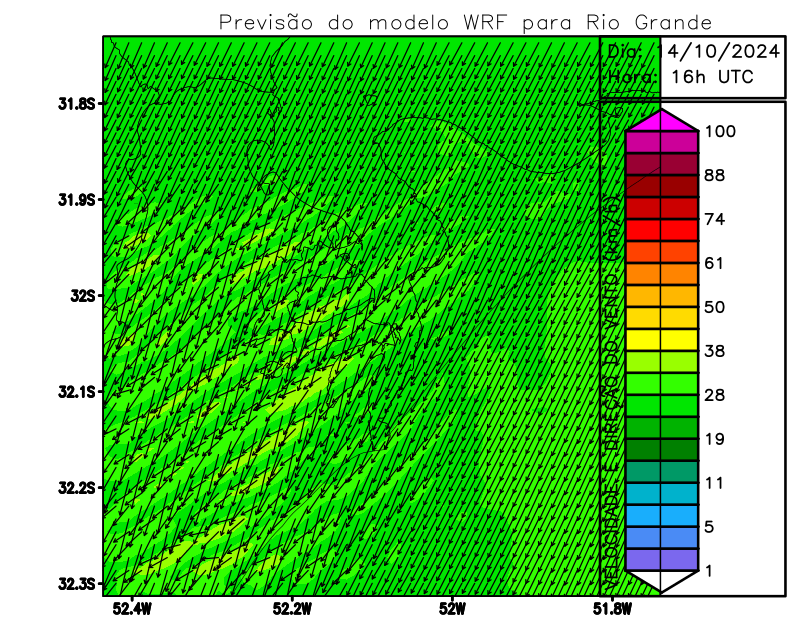 Previsão do modelo WRF para Rio Grande
Dia: 14/10/2024
Hora: 16h UTC
31.8S
31.9S
32S
32.1S
32.2S
32.3S
52.4W
52.2W
52W
51.8W
VELOCIDADE E DIREÇÃO DO VENTO (km/h)
100
88
74
61
50
38
28
19
11
5
1